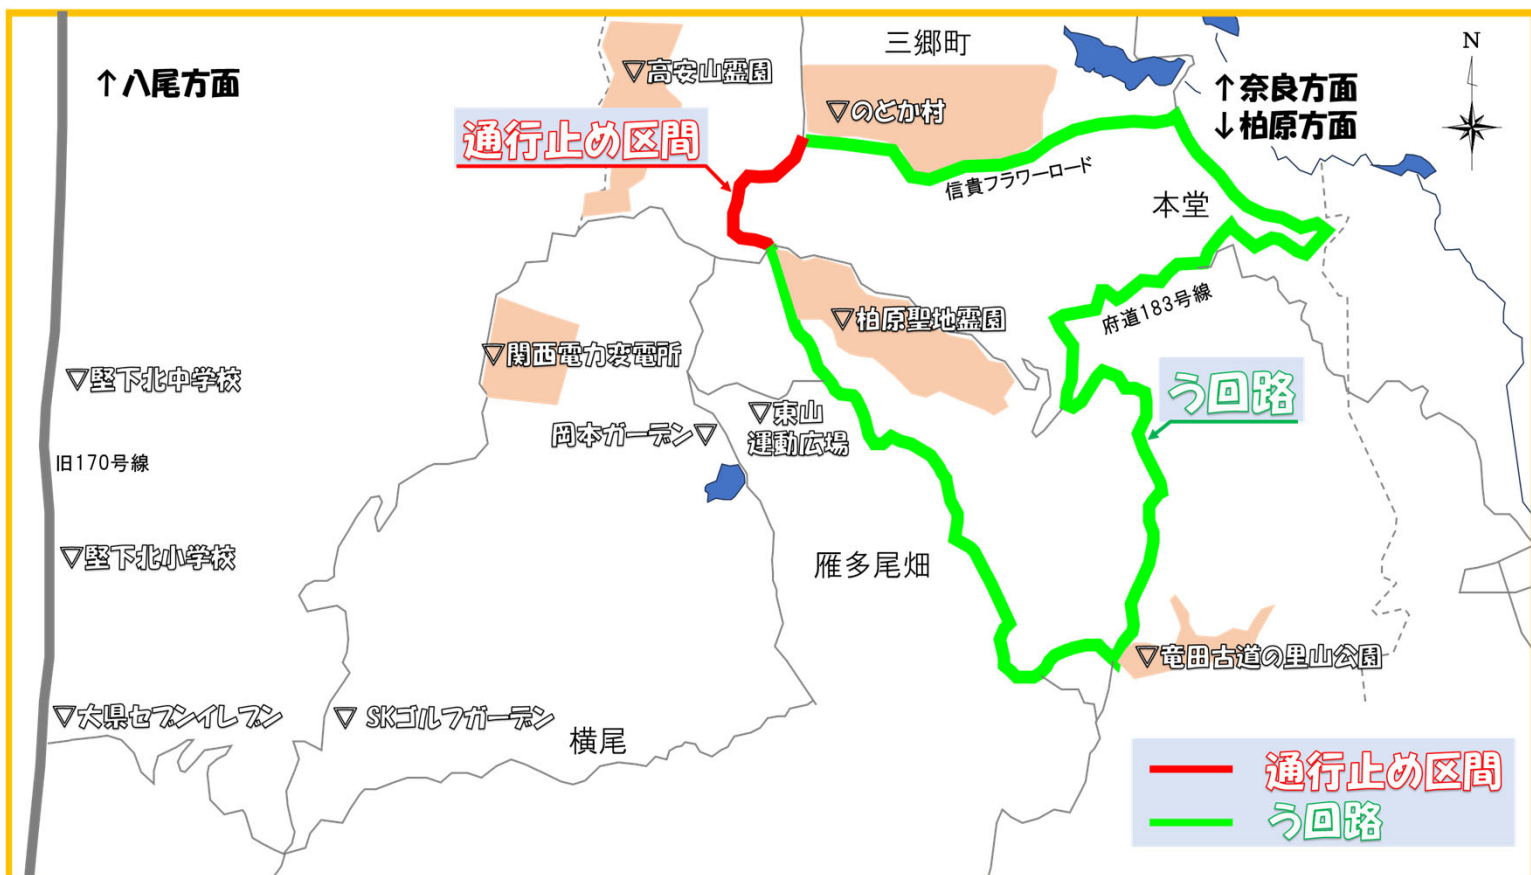 三郷町
N
↑八尾方面
▽高安山霊園
↑奈良方面
↓柏原方面
▽のどか村
通行止め区間
信貴フラワーロード
本堂
府道183号線
▽柏原聖地霊園
▽関西電力変電所
▽堅下北中学校
う回路
▽東山
運動広場
岡本ガーデン▽
旧170号線
▽堅下北小学校
雁多尾畑
▽竜田古道の里山公園
▽大県セブンイレブン
▽ SKゴルフガーデン
横尾
通行止め区間
う回路